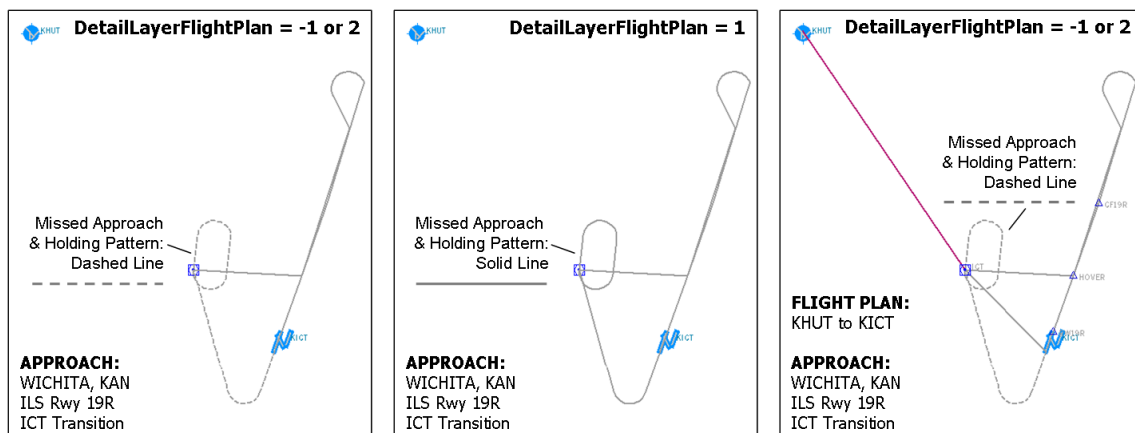 DetailLayerFlightPlan = -1 or 2
KHUT
Missed Approach
& Holding Pattern:
Dashed Line
KICT
APPROACH:
WICHITA, KAN
ILS Rwy 19R
ICT Transition
DetailLayerFlightPlan = 1
KHUT
Missed Approach
& Holding Pattern:
Solid Line
KICT
APPROACH:
WICHITA, KAN
ILS Rwy 19R
ICT Transition
DetailLayerFlightPlan = -1 or 2
KHUT
Missed Approach
& Holding Pattern:
Dashed Line
GF19R
ICT
HOVER
FLIGHT PLAN:
KHUT to KICT
KICT
APPROACH:
WICHITA, KAN
ILS Rwy 19R
ICT Transition